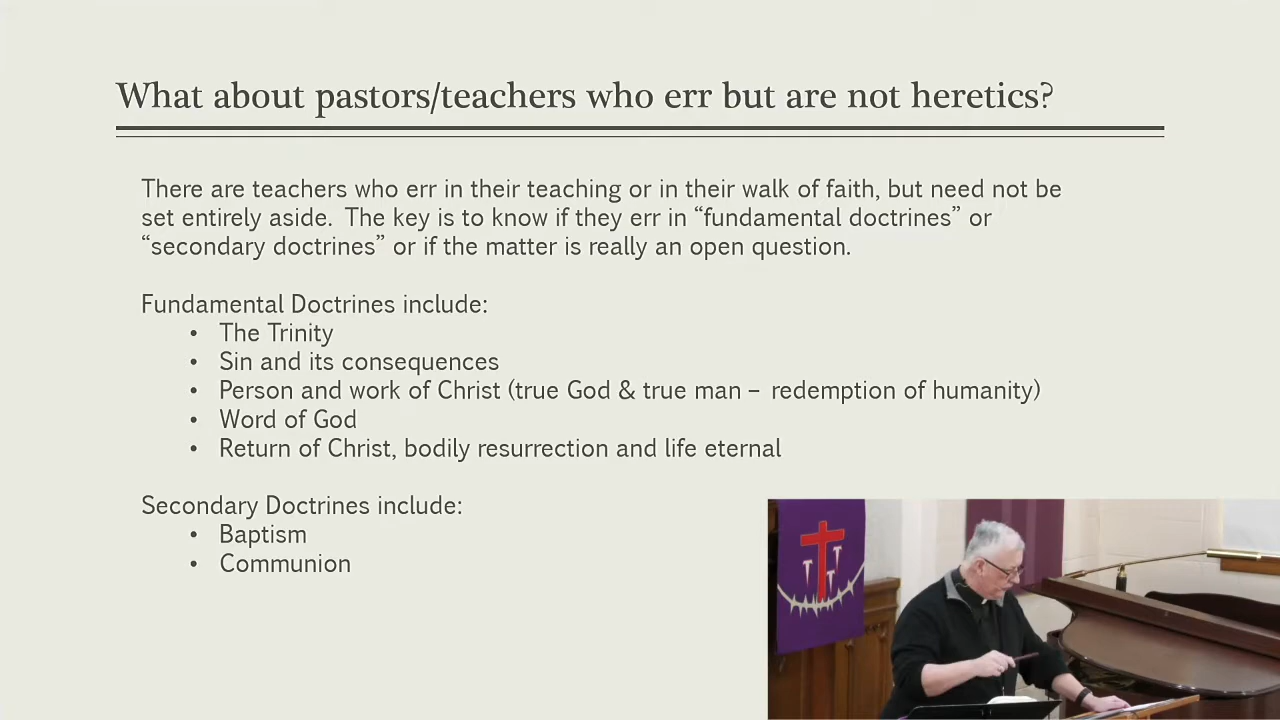 What about pastors/teachers who err but are not heretics?
There are teachers who err in their teaching or in their walk of faith, but need not be
set entirely aside.  The key is to know if they err in “fundamental doctrines” or
“secondary doctrines” or if the matter is really an open question.
Fundamental Doctrines include:
• The Trinity
• Sin and its consequences
• Person and work of Christ (true God & true man – redemption of humanity)
• Word of God
• Return of Christ, bodily resurrection and life eternal
Secondary Doctrines include:
• Baptism
• Communion